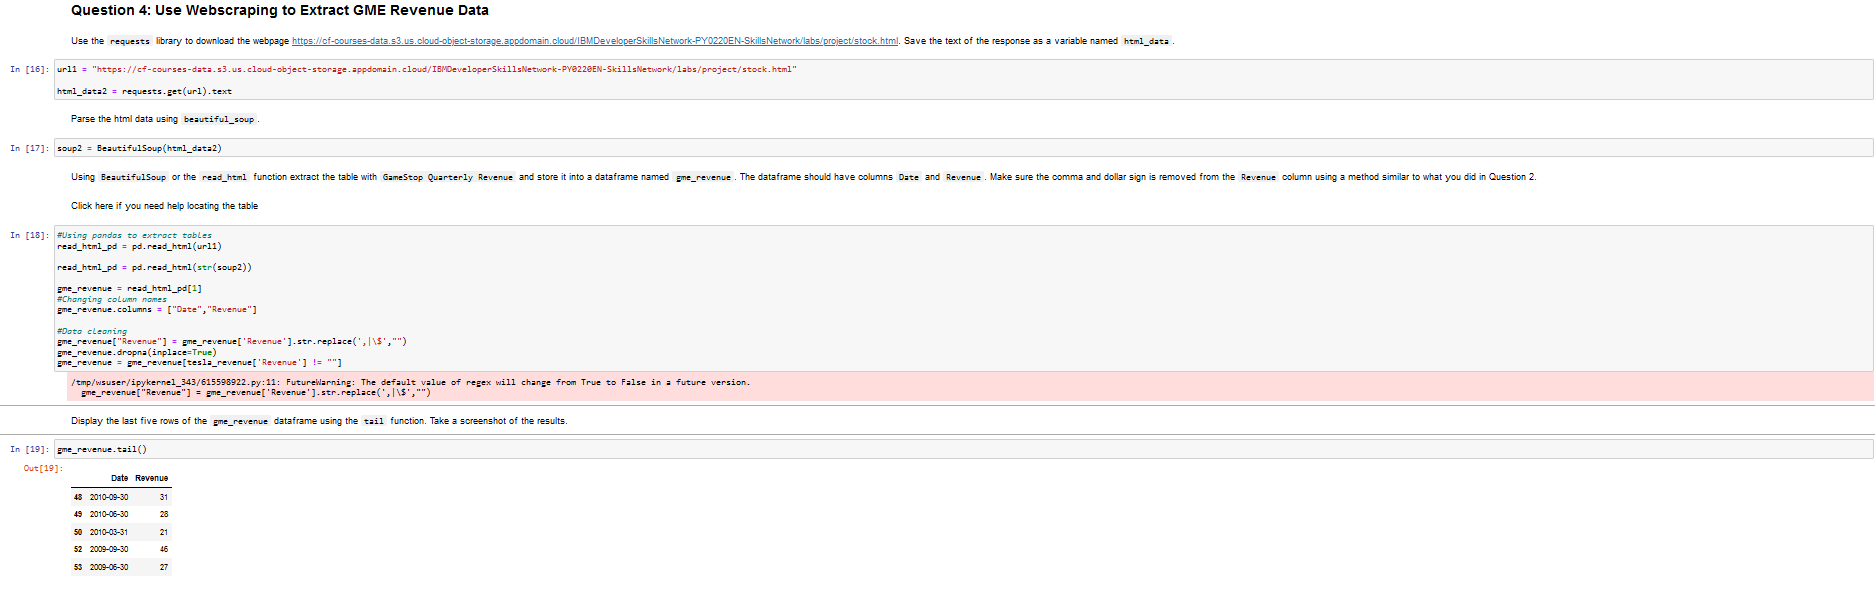 Question 4: Use Webscraping to Extract GME Revenue Data
Use the requests library to download the webpage https://cf-courses-data.s3.us.cloud-object-storage.appdomain.cloud/IBMDeveloperSkillsNetwork-PY0220EN-SkillsNetwork/labs/project/stock.html. Save the text of the response as a variable named html_data.
In [16]: url1 = "https://cf-courses-data.s3.us.cloud-object-storage.appdomain.cloud/IBMDeveloperSkillsNetwork-PY0220EN-SkillsNetwork/labs/project/stock.html"
html_data2 = requests.get(url).text
Parse the html data using beautiful_soup.
In [17]: soup2 = BeautifulSoup(html_data2)
Using BeautifulSoup or the read_html function extract the table with GameStop Quarterly Revenue and store it into a dataframe named gme_revenue. The dataframe should have columns Date and Revenue. Make sure the comma and dollar sign is removed from the Revenue column using a method similar to what you did in Question 2.
Click here if you need help locating the table
In [18]: #Using pandas to extract tables
read_html_pd = pd.read_html(url1)
read_html_pd = pd.read_html(str(soup2))
gme_revenue = read_html_pd[1]
#Changing column names
gme_revenue.columns = ["Date","Revenue"]
#Data cleaning
gme_revenue["Revenue"] = gme_revenue['Revenue'].str.replace(',|\$',"")
gme_revenue.dropna(inplace=True)
gme_revenue = gme_revenue[tesla_revenue['Revenue'] != ""]
/tmp/wsuser/ipykernel_343/615598922.py:11: FutureWarning: The default value of regex will change from True to False in a future version.
gme_revenue["Revenue"] = gme_revenue['Revenue'].str.replace(',|\$',"")
Display the last five rows of the gme_revenue dataframe using the tail function. Take a screenshot of the results.
In [19]: gme_revenue.tail()
Out[19]:
Date Revenue
48 2010-09-30 31
49 2010-06-30 28
50 2010-03-31 21
52 2009-09-30 46
53 2009-06-30 27